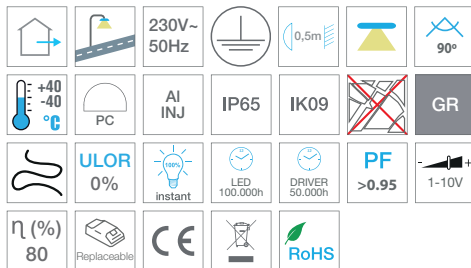 230V~
50Hz
0,5m
90º
+40
-40
°C
PC
Al
INJ
IP65
IK09
GR
ULOR
0%
100%
instant
LED
100.000h
DRIVER
50.000h
PF
>0.95
- +
1-10V
η (%)
80
Replaceable
CE
RoHS